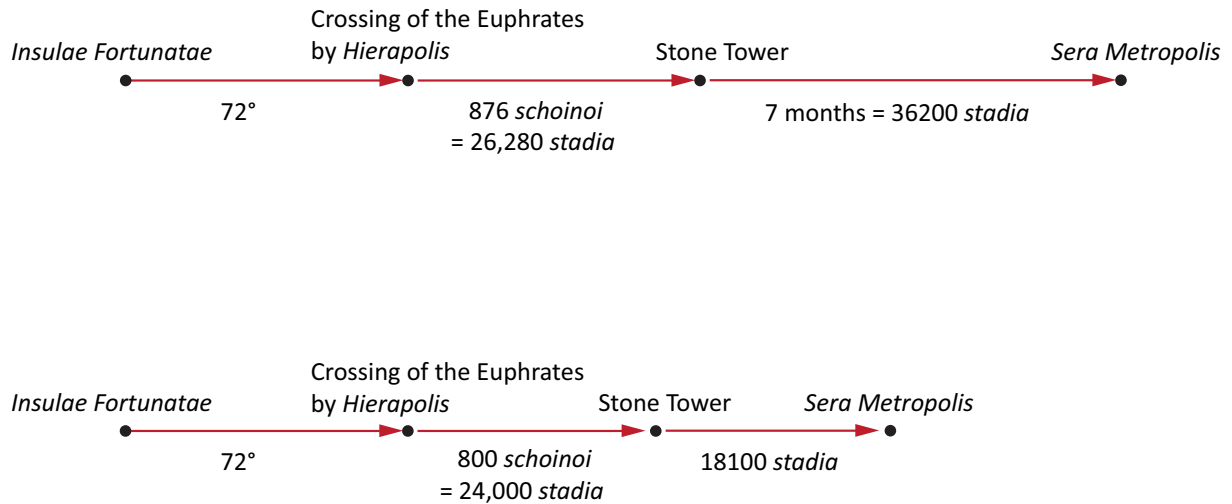 Crossing of the Euphrates
Insulae Fortunatae by Hierapolis Stone Tower Sera Metropolis
72° 876 schoinoi 7 months = 36200 stadia
= 26,280 stadia
Crossing of the Euphrates
Insulae Fortunatae by Hierapolis Stone Tower Sera Metropolis
72° 800 schoinoi 18100 stadia
= 24,000 stadia